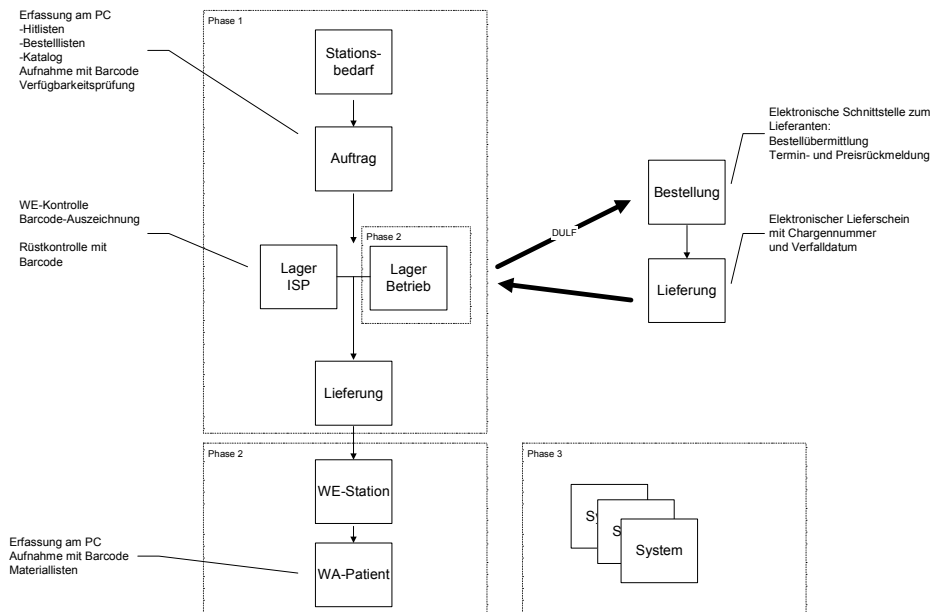 Erfassung am PC
-Hitlisten
-Bestelllisten
-Katalog
Aufnahme mit Barcode
Verfügbarkeitsprüfung
Phase 1
Stations-
bedarf
Auftrag
WE-Kontrolle
Barcode-Auszeichnung
Rüstkontrolle mit
Barcode
Lager
ISP
Phase 2
Lager
Betrieb
Lieferung
DULF
Elektronische Schnittstelle zum
Lieferanten:
Bestellübermittlung
Termin- und Preisrückmeldung
Bestellung
Elektronischer Lieferschein
mit Chargennummer
und Verfalldatum
Lieferung
Phase 2
WE-Station
Erfassung am PC
Aufnahme mit Barcode
Materiallisten
WA-Patient
Phase 3
System